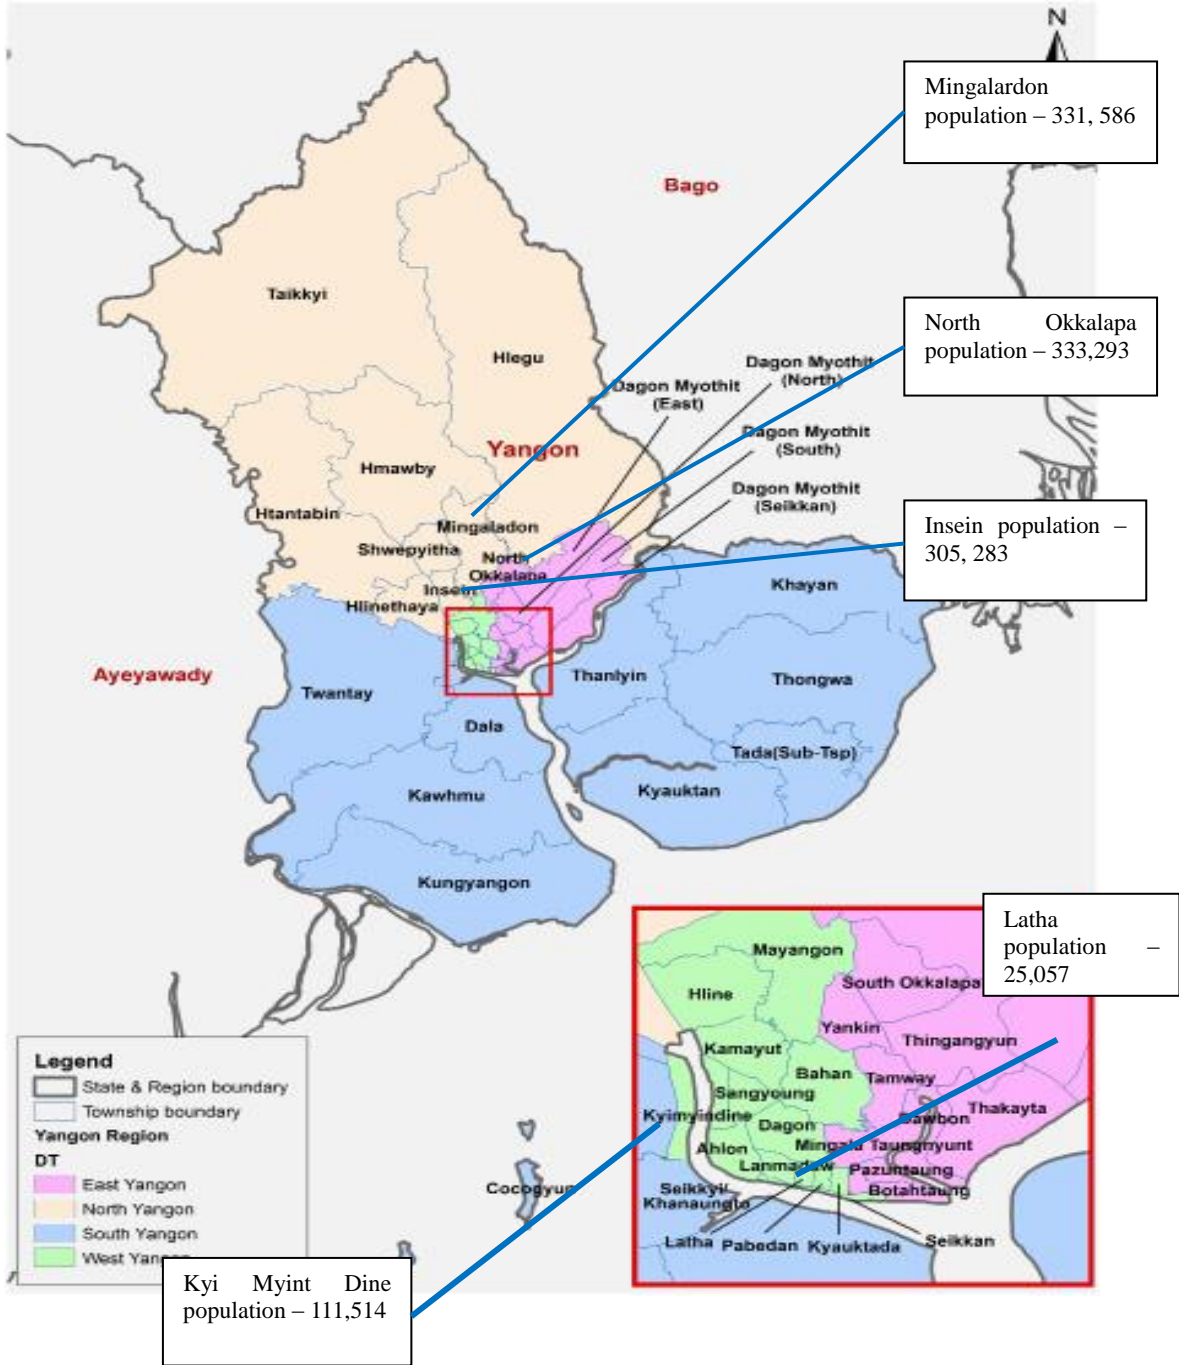 N
Mingalardon
population – 331, 586
Bago
Taikkyi
North Okkalapa
population – 333,293
Hlegu
Dagon Myothit
(North)
Dagon Myothit
(East)
Dagon Myothit
(South)
Yangon
Hmawby
Dagon Myothit
(Seikkan)
Htantabin
Insein population –
305, 283
Mingaladon
Shwepyitha
North
Okkalapa
Insein
Hlinethaya
Khayan
Ayeyawady
Twantay
Thanlyin
Thongwa
Dala
Tada(Sub-Tsp)
Kawhmu
Kyauktan
Kungyangon
Latha
population –
25,057
Mayangon
South Okkalapa
Hline
Yankin
Thingangyun
Kamayut
Bahan
Tamway
Sangyoung
Thakayta
Kyimyindine
Dawbon
Dagon
Mingala Taungnyunt
Ahlon
Lanmadaw
Pazuntaung
Seikkyi/
Khanaungto
Botahtaung
Latha
Pabedan
Kyauktada
Seikkan
Legend
State & Region boundary
Township boundary
Yangon Region
DT
East Yangon
North Yangon
South Yangon
West Yangon
Cocogyun
Kyi Myint Dine
population – 111,514